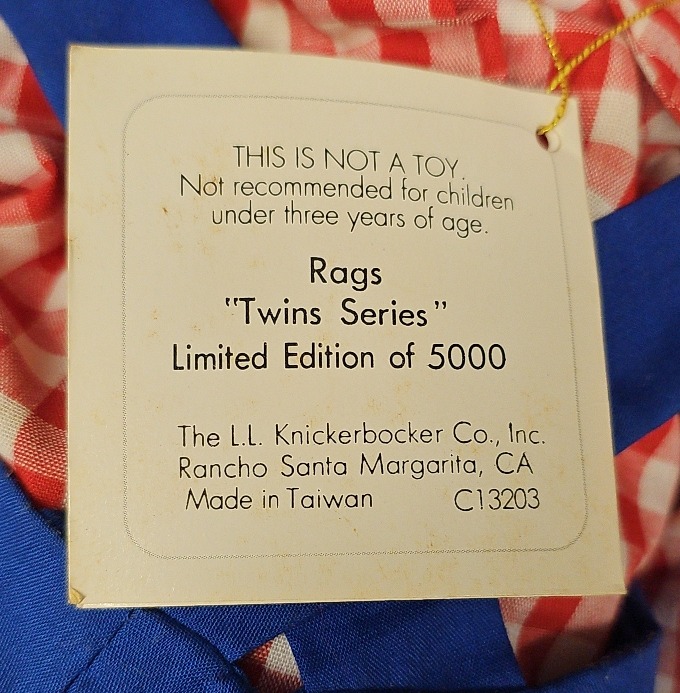 THIS IS NOT A TOY.
Not recommended for children
under three years of age.
Rags
"Twins Series"
Limited Edition of 5000
The L.L. Knickerbocker Co., Inc.
Rancho Santa Margarita, CA
Made in Taiwan C13203